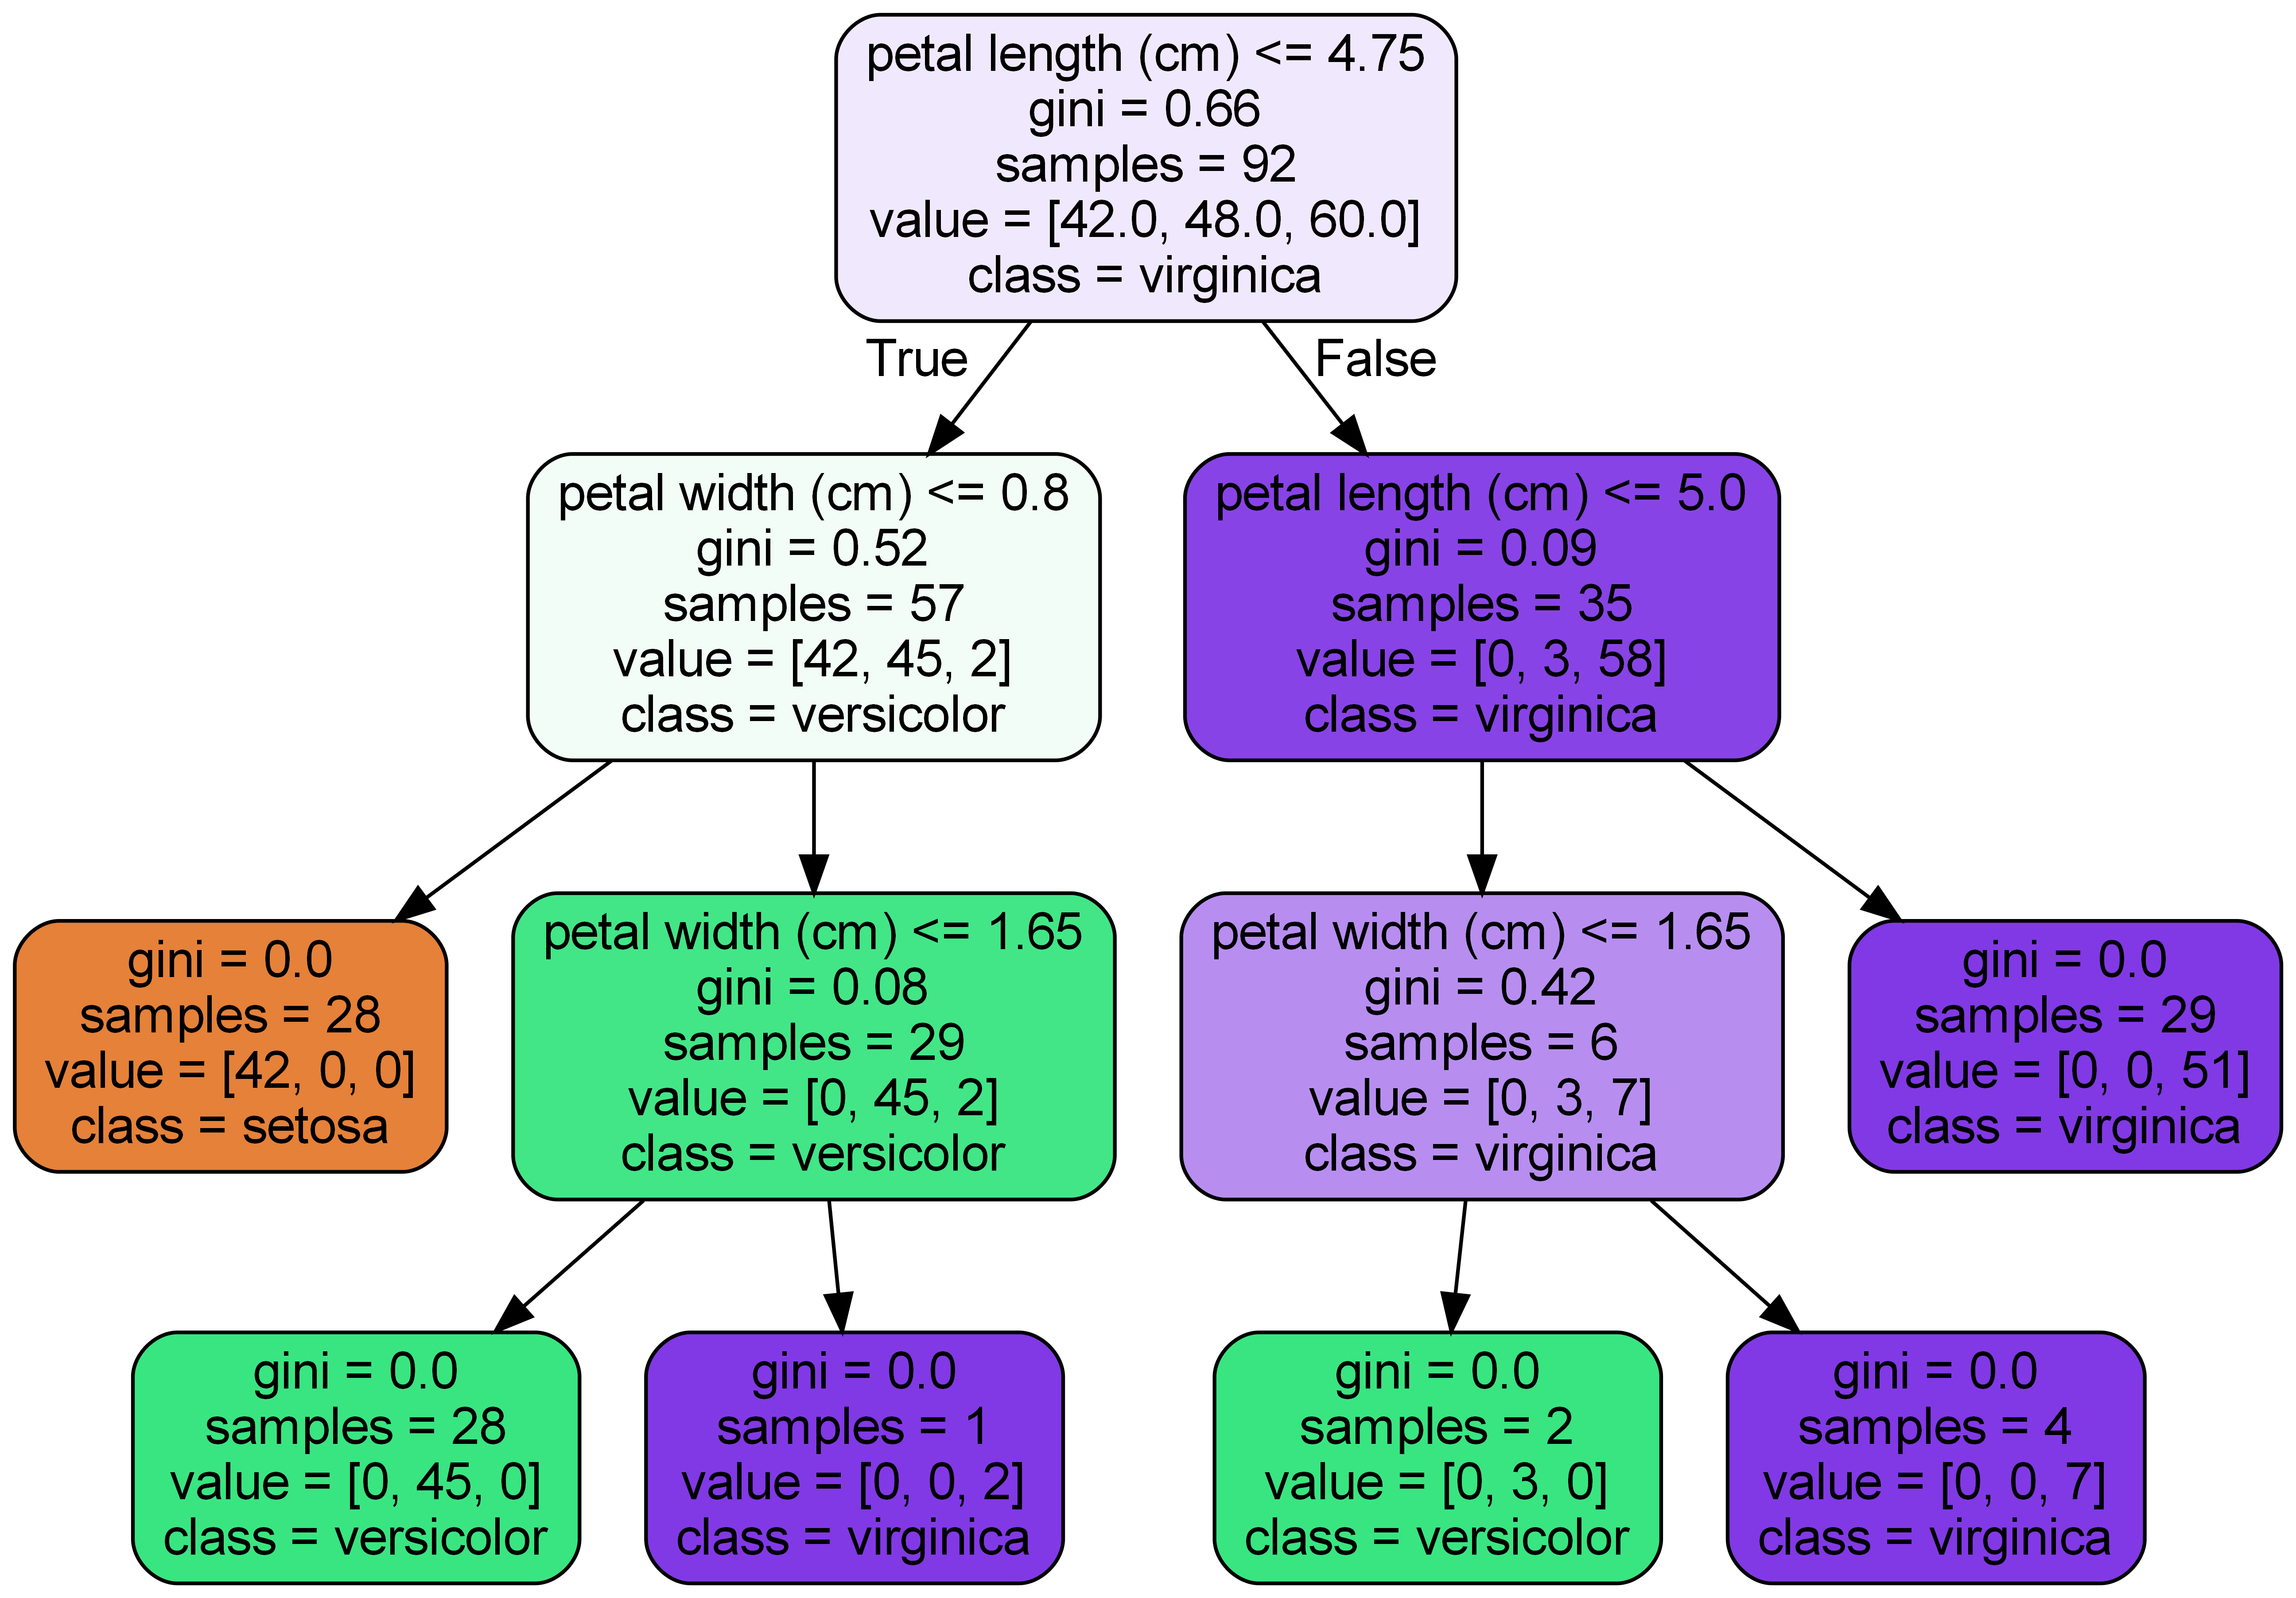 petal length (cm) <= 4.75
gini = 0.66
samples = 92
value = [42.0, 48.0, 60.0]
class = virginica
True
False
petal width (cm) <= 0.8
gini = 0.52
samples = 57
value = [42, 45, 2]
class = versicolor
petal length (cm) <= 5.0
gini = 0.09
samples = 35
value = [0, 3, 58]
class = virginica
gini = 0.0
samples = 28
value = [42, 0, 0]
class = setosa
petal width (cm) <= 1.65
gini = 0.08
samples = 29
value = [0, 45, 2]
class = versicolor
petal width (cm) <= 1.65
gini = 0.42
samples = 6
value = [0, 3, 7]
class = virginica
gini = 0.0
samples = 29
value = [0, 0, 51]
class = virginica
gini = 0.0
samples = 28
value = [0, 45, 0]
class = versicolor
gini = 0.0
samples = 1
value = [0, 0, 2]
class = virginica
gini = 0.0
samples = 2
value = [0, 3, 0]
class = versicolor
gini = 0.0
samples = 4
value = [0, 0, 7]
class = virginica